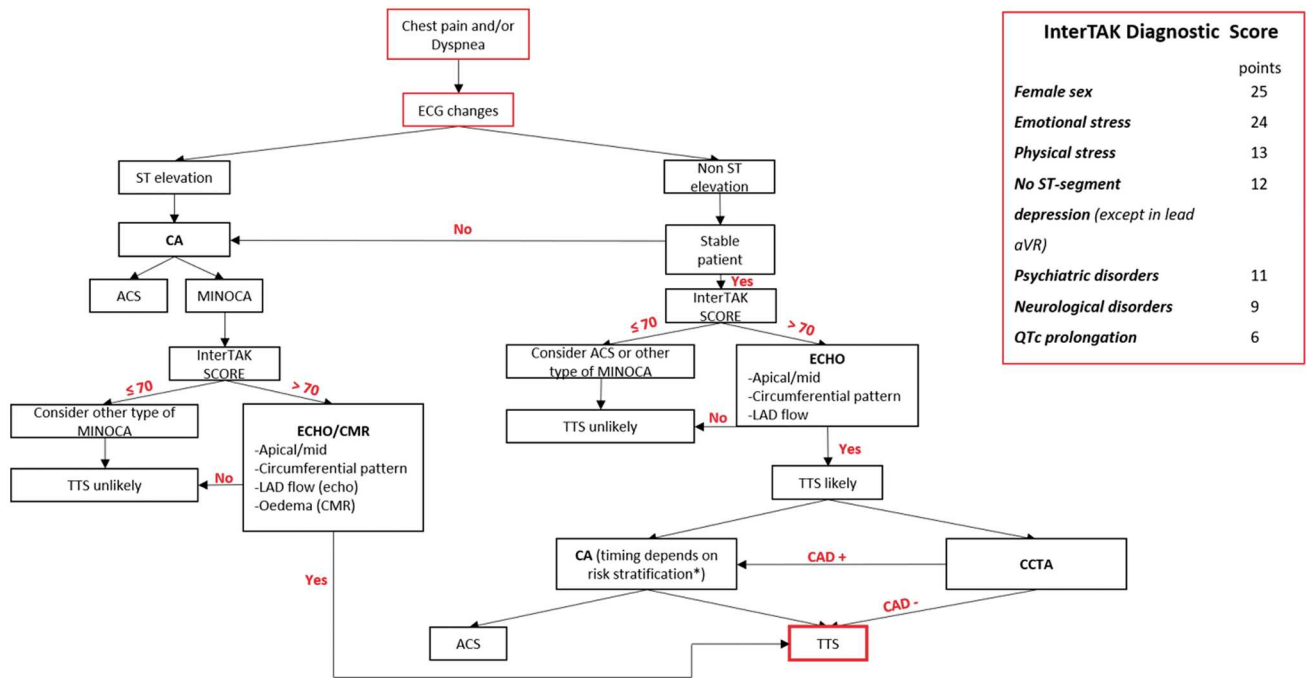 Chest pain and/or
Dyspnea
ECG changes
ST elevation
Non ST
elevation
CA
No
Stable
patient
Yes
ACS
MINOCA
InterTAK
SCORE
≤ 70
> 70
Consider ACS or other
type of MINOCA
ECHO
-Apical/mid
-Circumferential pattern
-LAD flow
No
TTS unlikely
InterTAK
SCORE
≤ 70
> 70
Consider other type of
MINOCA
ECHO/CMR
-Apical/mid
-Circumferential pattern
-LAD flow (echo)
-Oedema (CMR)
No
TTS unlikely
Yes
Yes
TTS likely
CA (timing depends on
risk stratification*)
CAD +
CCTA
CAD -
ACS
TTS
InterTAK Diagnostic Score
points
Female sex 25
Emotional stress 24
Physical stress 13
No ST-segment 12
depression (except in lead
aVR)
Psychiatric disorders 11
Neurological disorders 9
QTc prolongation 6